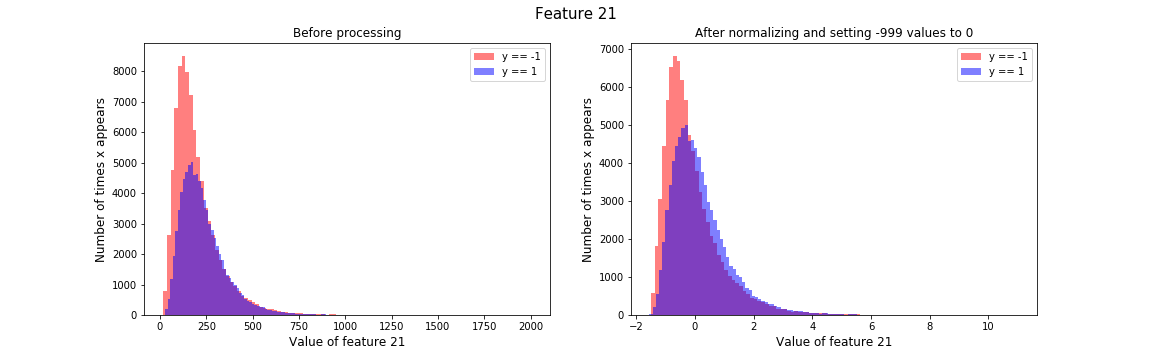 Feature 21
Before processing
Number of times x appears
8000
7000
6000
5000
4000
3000
2000
1000
0
y == -1
y == 1
0 250 500 750 1000 1250 1500 1750 2000
Value of feature 21
After normalizing and setting -999 values to 0
Number of times x appears
7000
6000
5000
4000
3000
2000
1000
0
y == -1
y == 1
−2 0 2 4 6 8 10
Value of feature 21